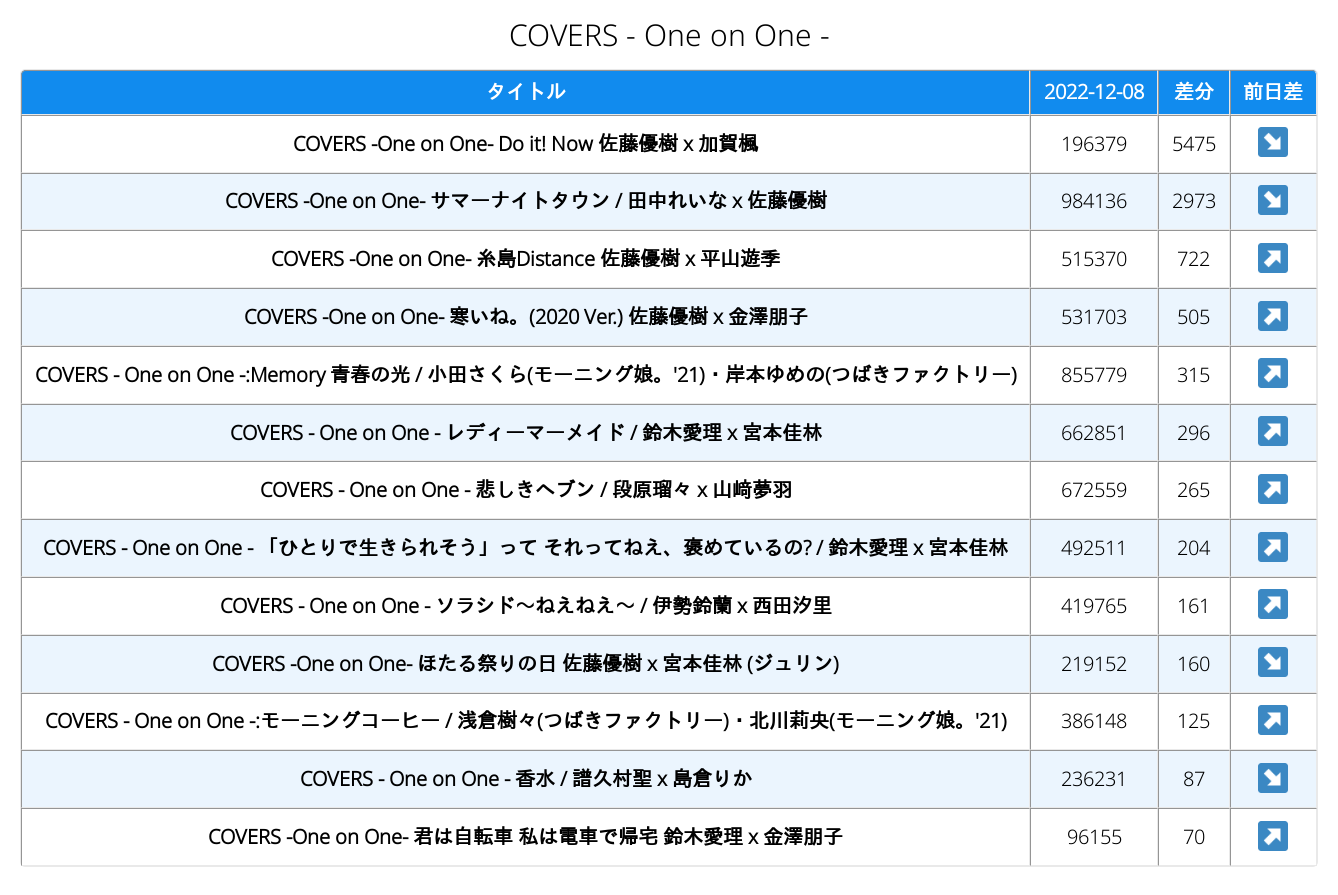 COVERS - One on One -
タイトル 2022-12-08 差分 前日差
COVERS -One on One- Do it! Now 佐藤優樹 x 加賀楓 196379 5475 ↘
COVERS -One on One- サマーナイトタウン / 田中れいな x 佐藤優樹 984136 2973 ↘
COVERS -One on One- 糸島Distance 佐藤優樹 x 平山遊季 515370 722 ↗
COVERS -One on One- 寒いね。(2020 Ver.) 佐藤優樹 x 金澤朋子 531703 505 ↗
COVERS - One on One -:Memory 青春の光 / 小田さくら(モーニング娘。'21)・岸本ゆめの(つばきファクトリー) 855779 315 ↗
COVERS - One on One - レディーマーメイド / 鈴木愛理 x 宮本佳林 662851 296 ↗
COVERS - One on One - 悲しきヘブン / 段原瑠々 x 山﨑夢羽 672559 265 ↗
COVERS - One on One - 「ひとりで生きられそう」って それってねえ、褒めているの? / 鈴木愛理 x 宮本佳林 492511 204 ↗
COVERS - One on One - ソラシド～ねえねえ～ / 伊勢鈴蘭 x 西田汐里 419765 161 ↗
COVERS -One on One- ほたる祭りの日 佐藤優樹 x 宮本佳林 (ジュリン) 219152 160 ↘
COVERS - One on One -:モーニングコーヒー / 浅倉樹々(つばきファクトリー)・北川莉央(モーニング娘。'21) 386148 125 ↗
COVERS - One on One - 香水 / 譜久村聖 x 島倉りか 236231 87 ↘
COVERS -One on One- 君は自転車 私は電車で帰宅 鈴木愛理 x 金澤朋子 96155 70 ↗